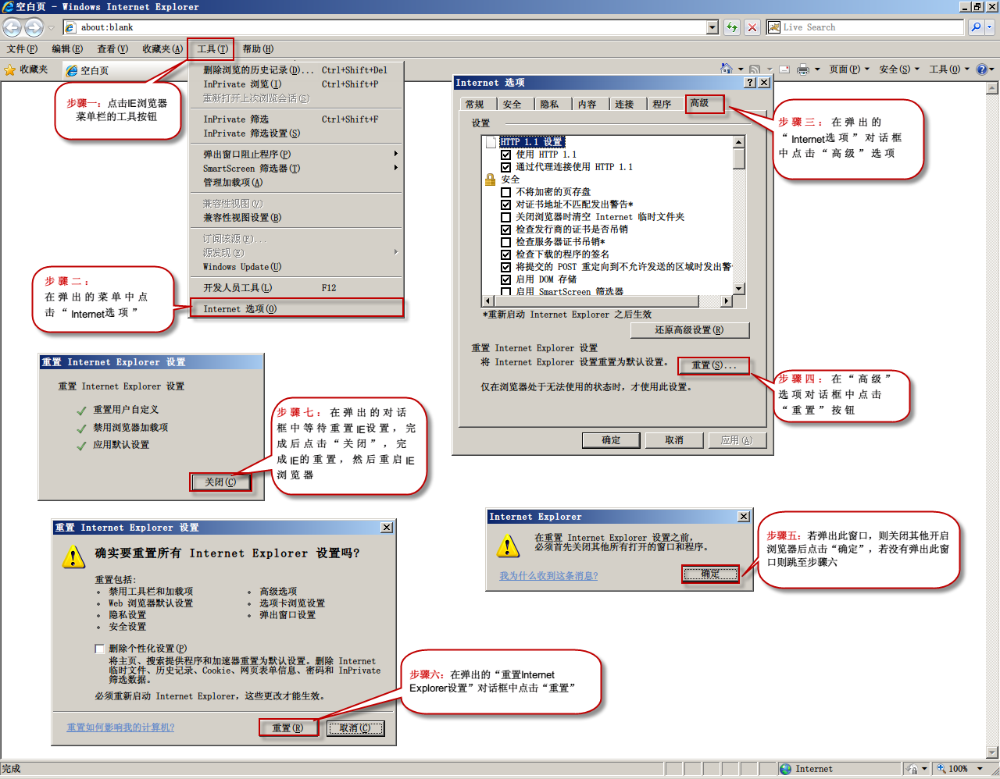 空白页 - Windows Internet Explorer
about:blank
Live Search
文件(F) 编辑(E) 查看(V) 收藏夹(A) 工具(T) 帮助(H)
收藏夹 空白页
页面(P) 安全(S) 工具(O)
删除浏览的历史记录(D)... Ctrl+Shift+Del
InPrivate 浏览(I) Ctrl+Shift+P
重新打开上次浏览会话(S)
InPrivate 筛选 Ctrl+Shift+F
InPrivate 筛选设置(S)
弹出窗口阻止程序(P)
SmartScreen 筛选器(T)
管理加载项(A)
兼容性视图(V)
兼容性视图设置(B)
订阅该源(F)...
源发现(E)
Windows Update(U)
开发人员工具(L) F12
Internet 选项(O)
步骤一：点击IE浏览器
菜单栏的工具按钮
步骤二：
在弹出的菜单中点
击“Internet选项”
Internet 选项
常规 安全 隐私 内容 连接 程序 高级
设置
HTTP 1.1 设置
使用 HTTP 1.1
通过代理连接使用 HTTP 1.1
安全
不将加密的页存盘
对证书地址不匹配发出警告*
关闭浏览器时清空 Internet 临时文件夹
检查发行商的证书是否吊销
检查服务器证书吊销*
检查下载的程序的签名
将提交的 POST 重定向到不允许发送的区域时发出警
启用 DOM 存储
启用 SmartScreen 筛选器
*重新启动 Internet Explorer 之后生效
还原高级设置(R)
重置 Internet Explorer 设置
将 Internet Explorer 设置重置为默认设置。
重置(S)...
仅在浏览器处于无法使用的状态时，才使用此设置。
确定 取消 应用(A)
步骤三：在弹出的
“Internet选项”对话框
中点击“高级”选项
步骤四：在“高级”
选项对话框中点击
“重置”按钮
重置 Internet Explorer 设置
重置 Internet Explorer 设置
重置用户自定义
禁用浏览器加载项
应用默认设置
关闭(C)
步骤七：在弹出的对话
框中等待重置IE设置，完
成后点击“关闭”，完
成IE的重置，然后重启IE
浏览器
Internet Explorer
在重置 Internet Explorer 设置之前，
必须首先关闭其他所有打开的窗口和程序。
我为什么收到这条消息?
确定
步骤五：若弹出此窗口，则关闭其他开启
浏览器后点击“确定”，若没有弹出此窗
口则跳至步骤六
重置 Internet Explorer 设置
确实要重置所有 Internet Explorer 设置吗?
重置包括:
禁用工具栏和加载项 高级选项
Web 浏览器默认设置 选项卡浏览设置
隐私设置 弹出窗口设置
安全设置
删除个性化设置(P)
将主页、搜索提供程序和加速器重置为默认设置。删除 Internet
临时文件、历史记录、Cookie、网页表单信息、密码和 InPrivate
筛选数据。
必须重新启动 Internet Explorer，这些更改才能生效。
重置如何影响我的计算机?
重置(R) 取消(C)
步骤六：在弹出的“重置Internet
Explorer设置”对话框中点击“重置”
完成 Internet 100%